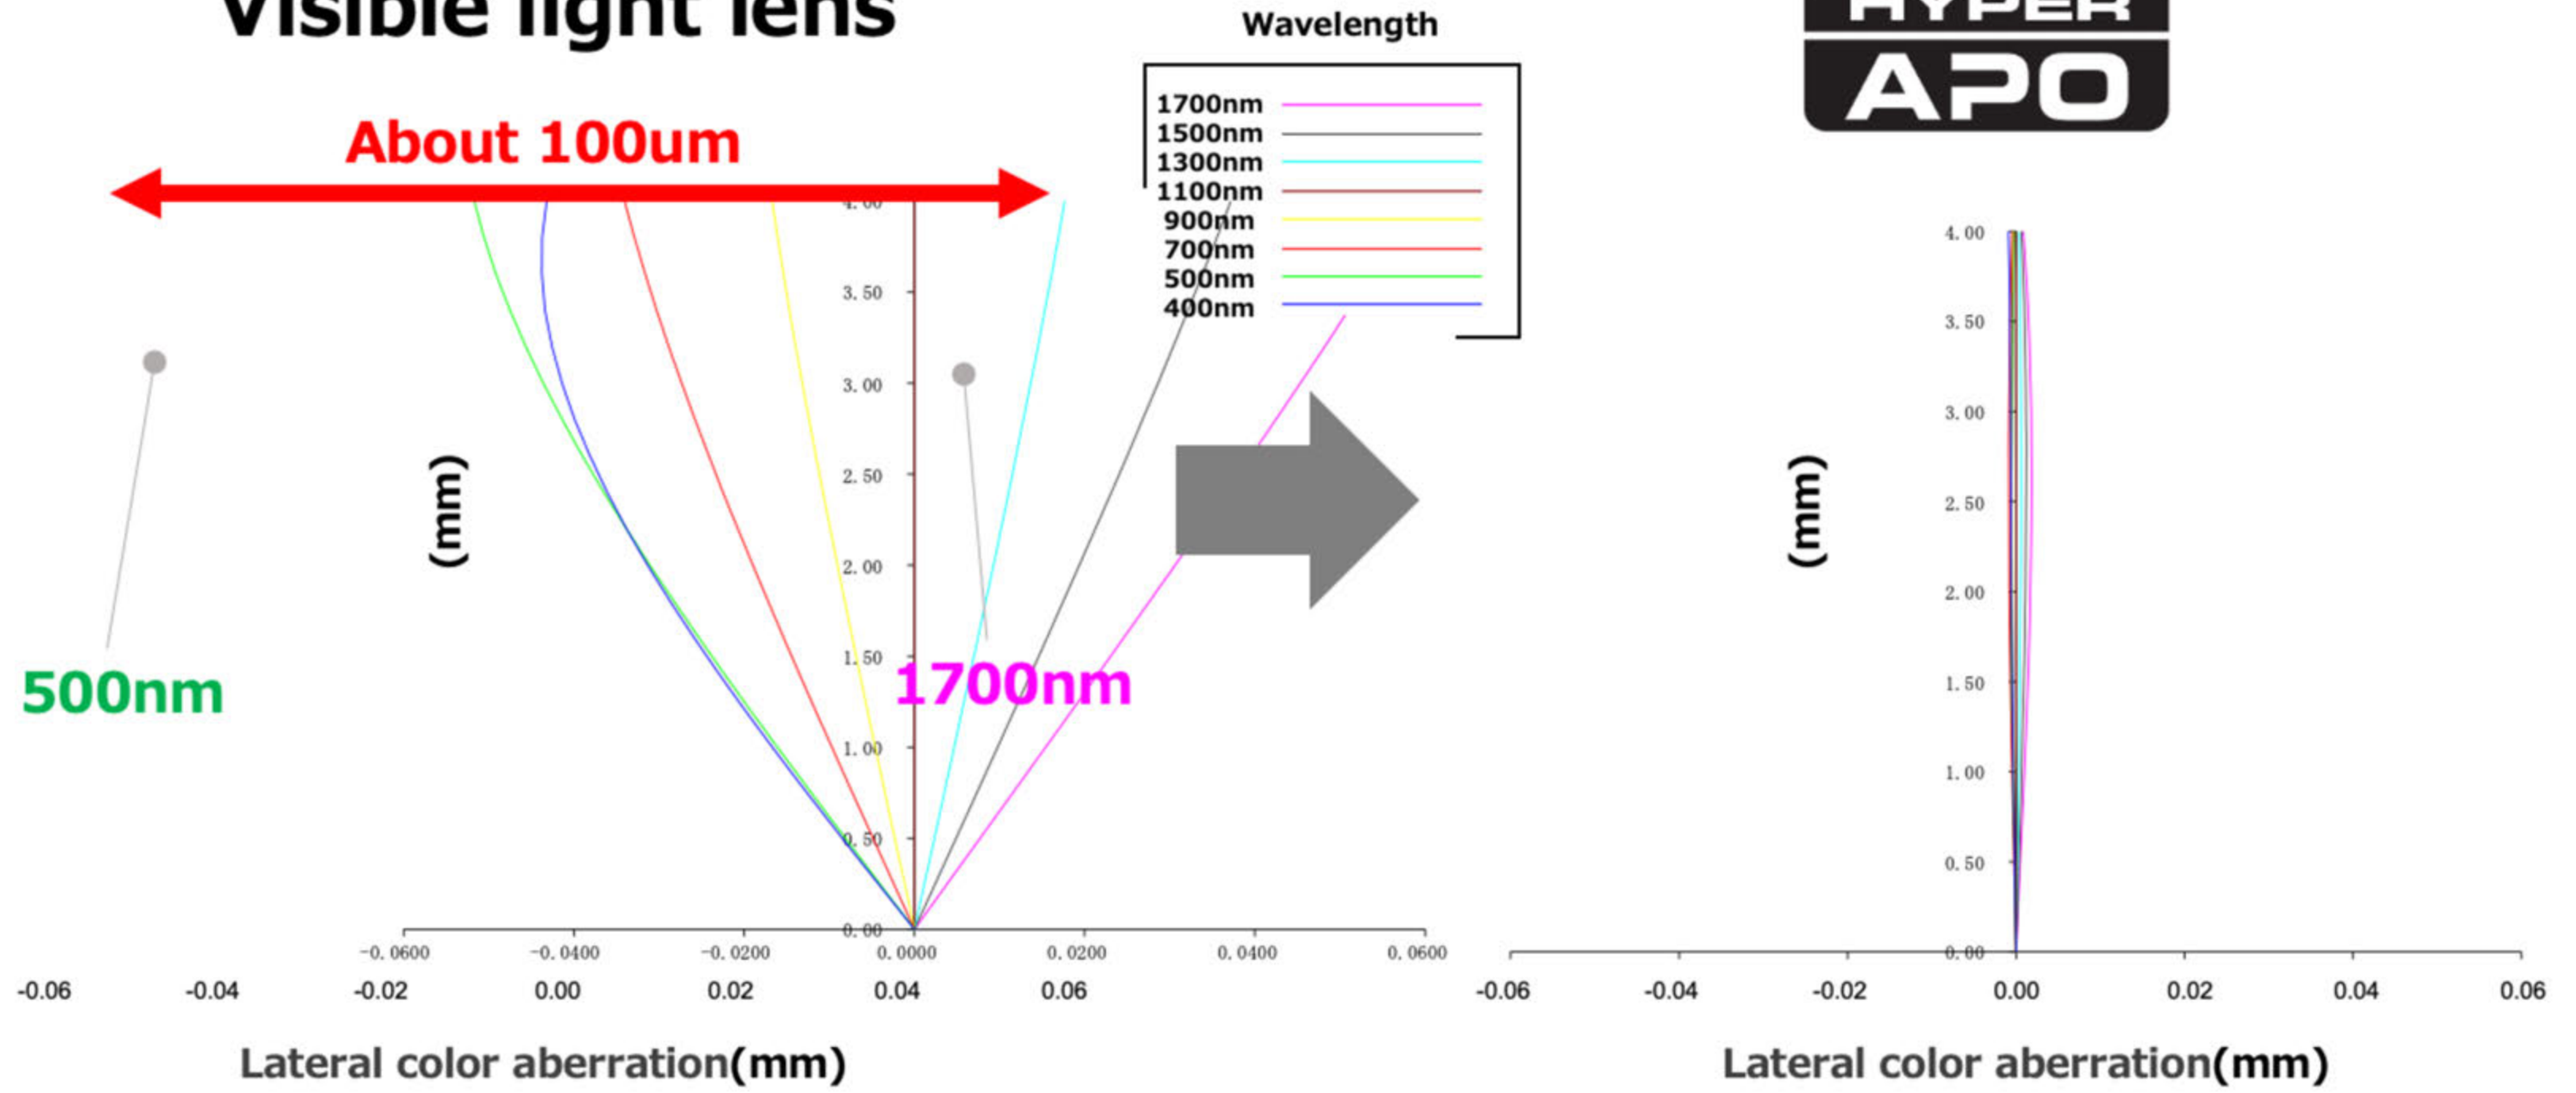 Visible light lens
Wavelength
HYPER
APO
About 100um
1700nm
1500nm
1300nm
1100nm
900nm
700nm
500nm
400nm
4.00
3.50
3.00
2.50
2.00
1.50
1.00
0.50
0.00
(mm)
500nm
1700nm
-0.0600 -0.0400 -0.0200 0.0000 0.0200 0.0400 0.0600
-0.06 -0.04 -0.02 0.00 0.02 0.04 0.06
Lateral color aberration(mm)
4.00
3.50
3.00
2.50
2.00
1.50
1.00
0.50
0.00
(mm)
-0.06 -0.04 -0.02 0.00 0.02 0.04 0.06
Lateral color aberration(mm)